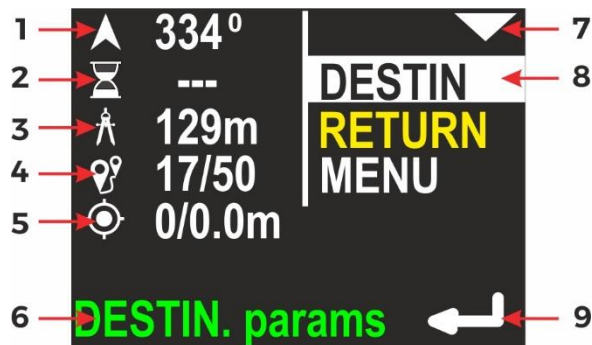 1 334° 7
2 --- DESTIN 8
3 129m RETURN
4 17/50 MENU
5 0/0.0m
6 DESTIN. params 9